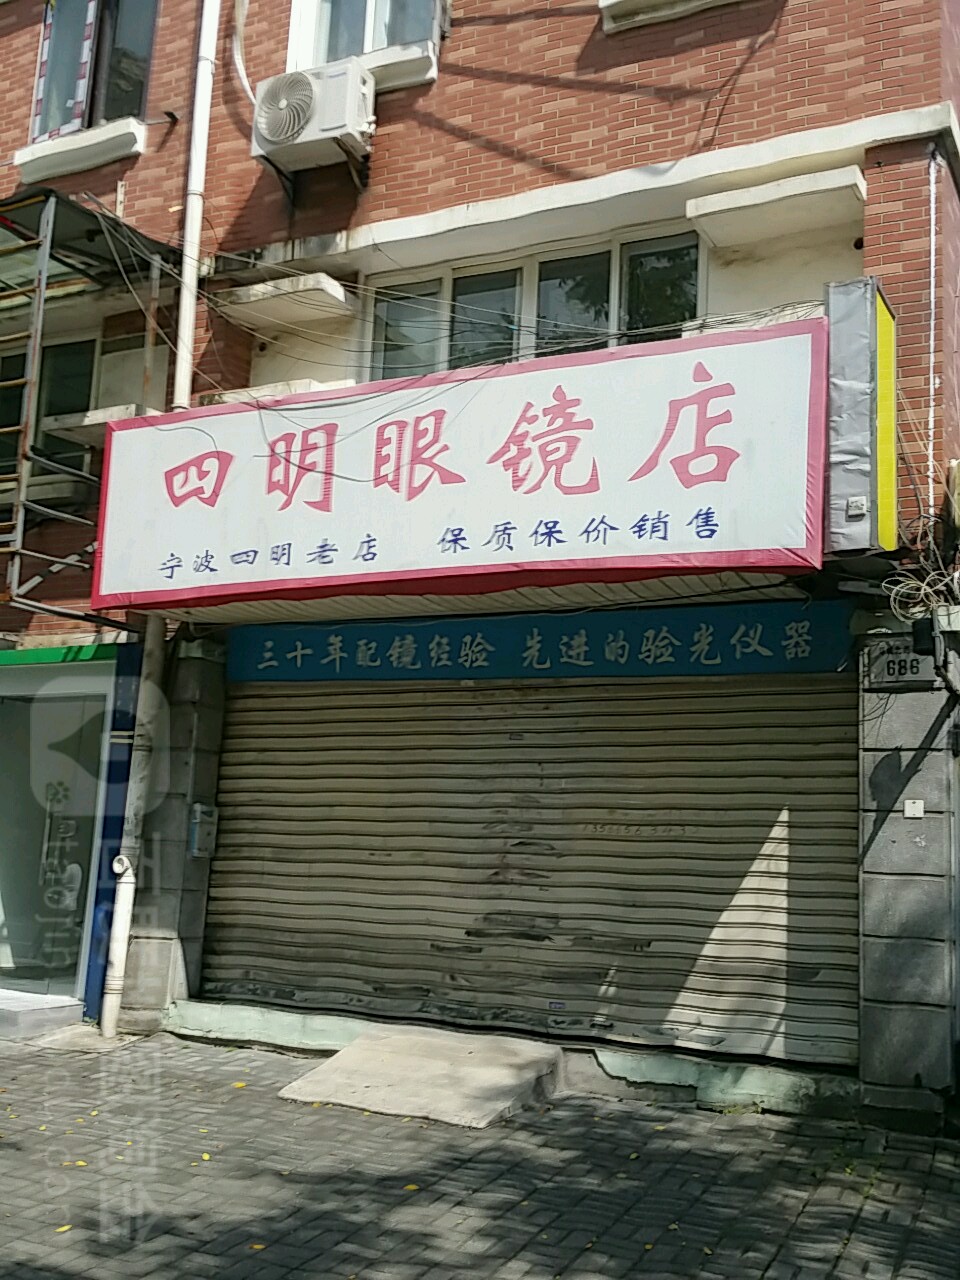 四明眼镜店
宁波四明老店 保质保价销售
三十年配镜经验 先进的验光仪器
686